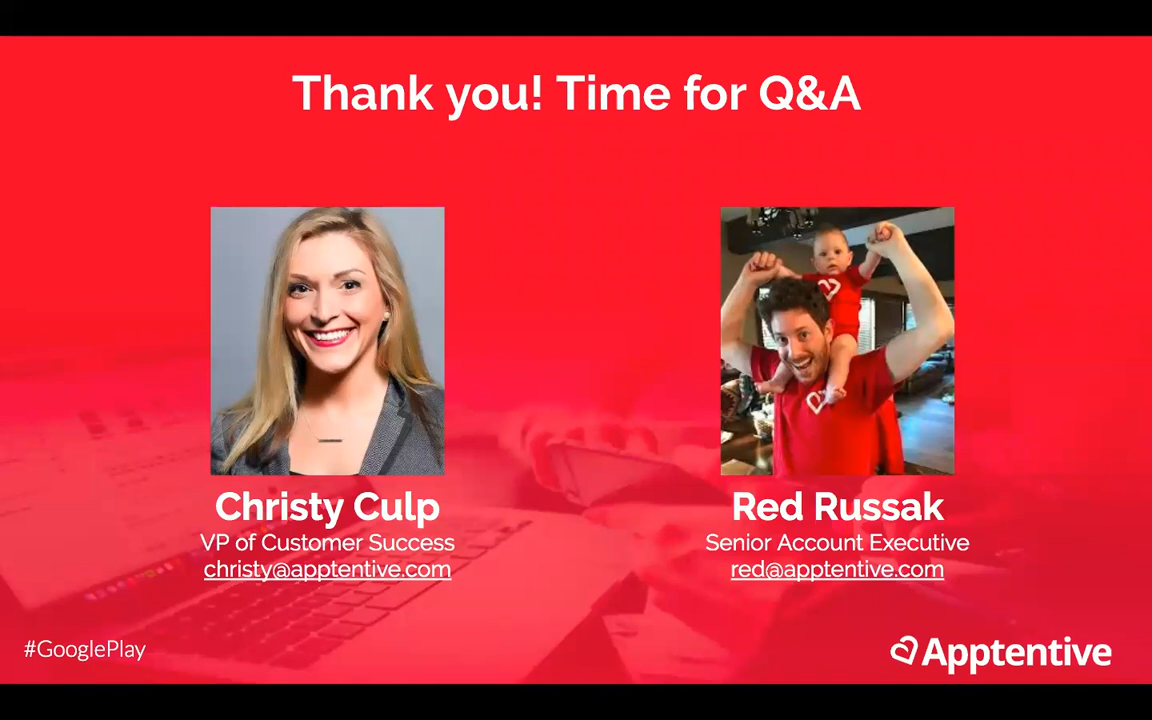 Thank you! Time for Q&A
Christy Culp
VP of Customer Success
christy@apptentive.com
Red Russak
Senior Account Executive
red@apptentive.com
#GooglePlay
Apptentive